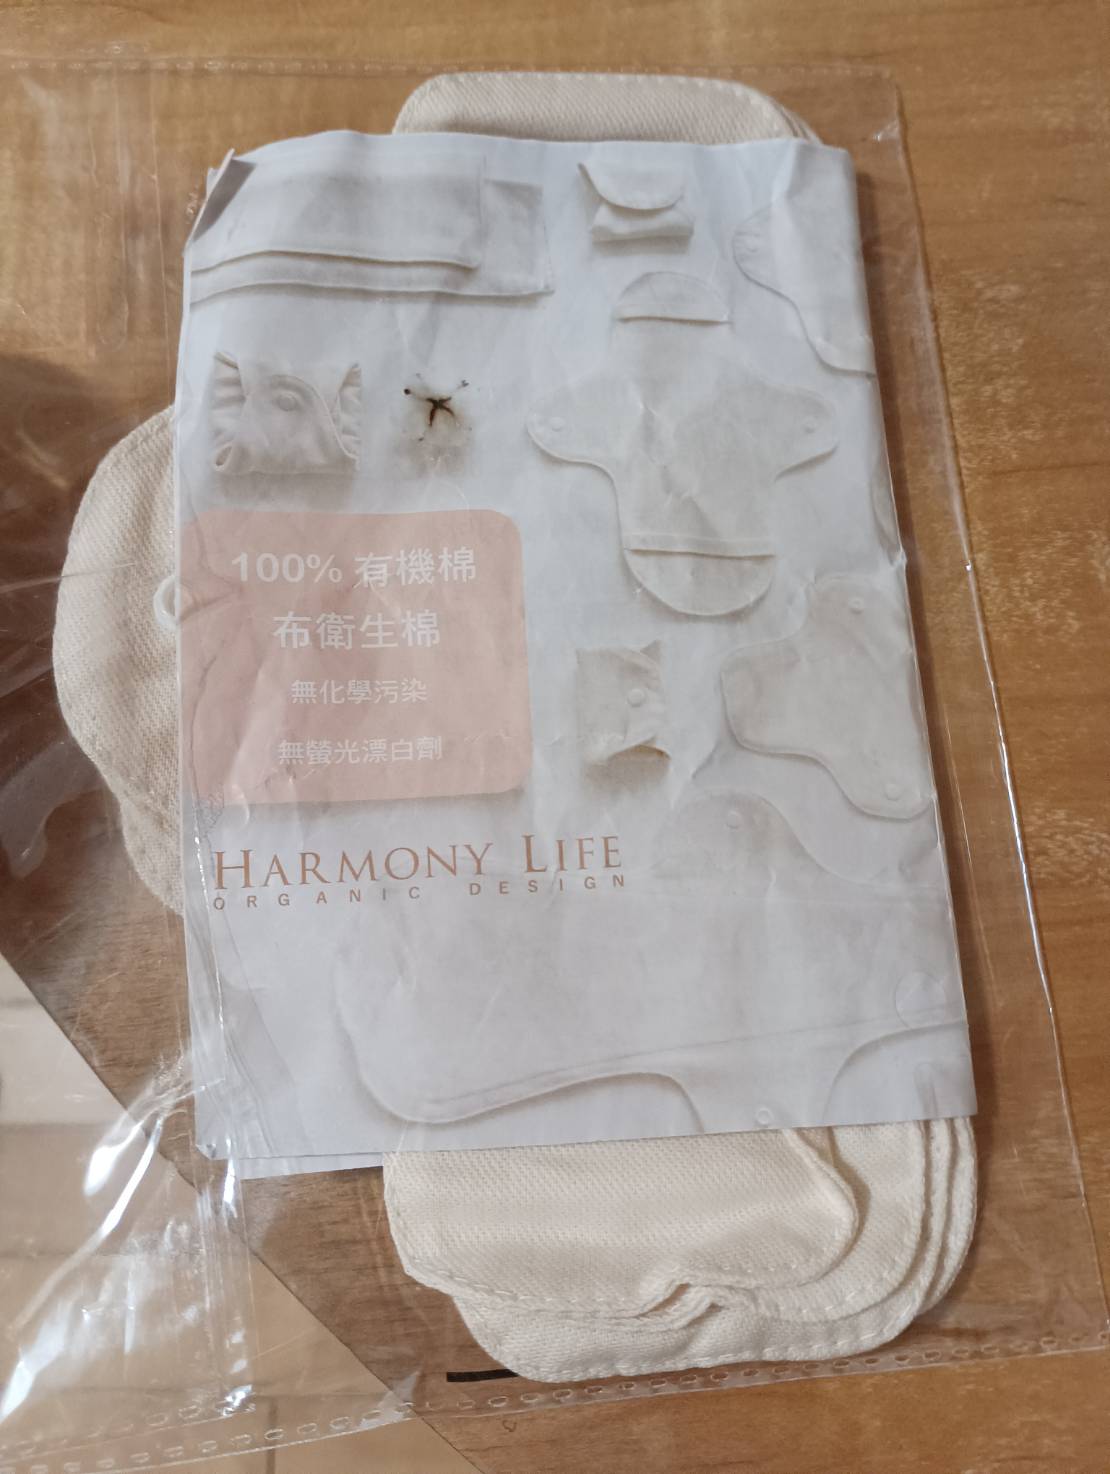 100% 有機棉
布衛生棉
無化學污染
無螢光漂白劑
HARMONY LIFE
ORGANIC DESIGN